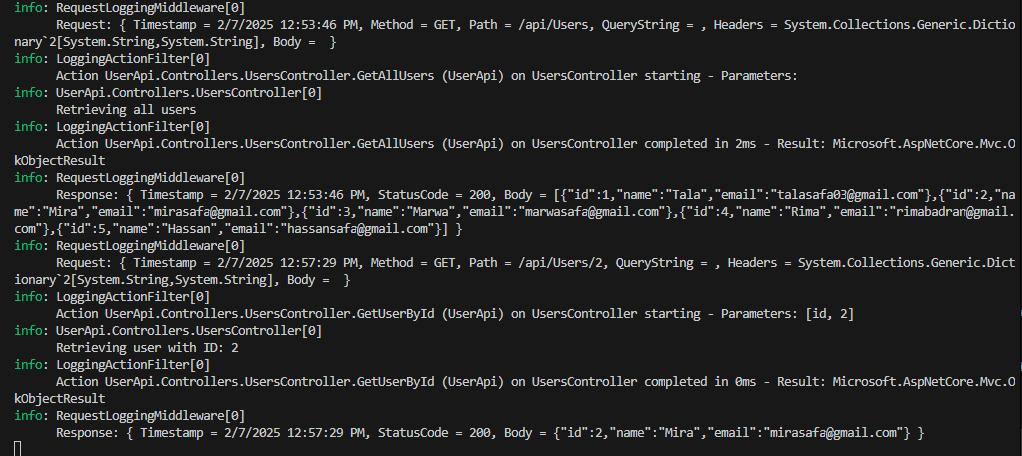 info: RequestLoggingMiddleware[0]
      Request: { Timestamp = 2/7/2025 12:53:46 PM, Method = GET, Path = /api/Users, QueryString = , Headers = System.Collections.Generic.Dictio
nary`2[System.String,System.String], Body =  }
info: LoggingActionFilter[0]
      Action UserApi.Controllers.UsersController.GetAllUsers (UserApi) on UsersController starting - Parameters:
info: UserApi.Controllers.UsersController[0]
      Retrieving all users
info: LoggingActionFilter[0]
      Action UserApi.Controllers.UsersController.GetAllUsers (UserApi) on UsersController completed in 2ms - Result: Microsoft.AspNetCore.Mvc.O
kObjectResult
info: RequestLoggingMiddleware[0]
      Response: { Timestamp = 2/7/2025 12:53:46 PM, StatusCode = 200, Body = [{"id":1,"name":"Tala","email":"talasafa03@gmail.com"},{"id":2,"na
me":"Mira","email":"mirasafa@gmail.com"},{"id":3,"name":"Marwa","email":"marwasafa@gmail.com"},{"id":4,"name":"Rima","email":"rimabadran@gmail.
com"},{"id":5,"name":"Hassan","email":"hassansafa@gmail.com"}] }
info: RequestLoggingMiddleware[0]
      Request: { Timestamp = 2/7/2025 12:57:29 PM, Method = GET, Path = /api/Users/2, QueryString = , Headers = System.Collections.Generic.Dict
ionary`2[System.String,System.String], Body =  }
info: LoggingActionFilter[0]
      Action UserApi.Controllers.UsersController.GetUserById (UserApi) on UsersController starting - Parameters: [id, 2]
info: UserApi.Controllers.UsersController[0]
      Retrieving user with ID: 2
info: LoggingActionFilter[0]
      Action UserApi.Controllers.UsersController.GetUserById (UserApi) on UsersController completed in 0ms - Result: Microsoft.AspNetCore.Mvc.O
kObjectResult
info: RequestLoggingMiddleware[0]
      Response: { Timestamp = 2/7/2025 12:57:29 PM, StatusCode = 200, Body = {"id":2,"name":"Mira","email":"mirasafa@gmail.com"} }